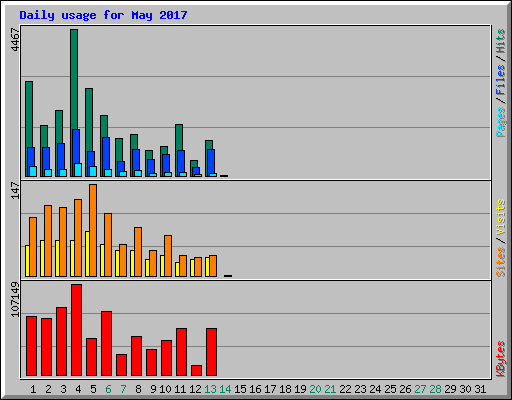 Daily usage for May 2017
4467
Pages/Files/Hits
147
Sites/Visits
107149
KBytes
1 2 3 4 5 6 7 8 9 10 11 12 13 14 15 16 17 18 19 20 21 22 23 24 25 26 27 28 29 30 31